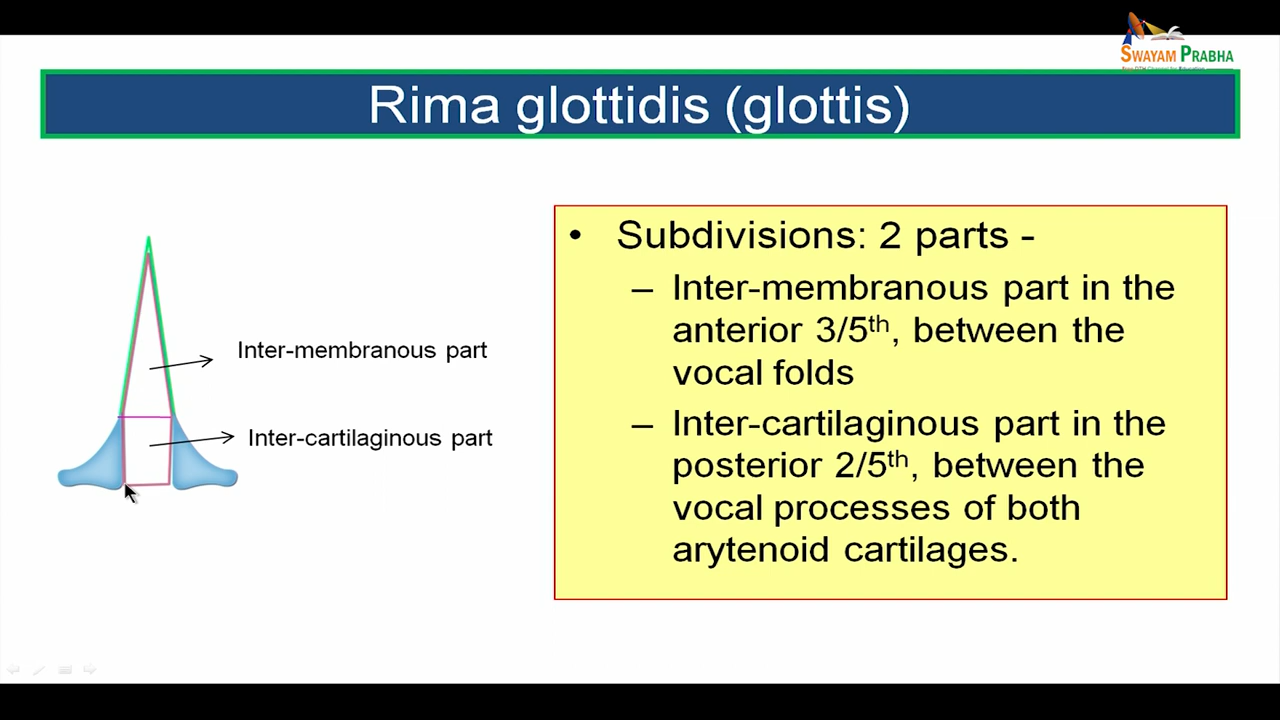 SWAYAM PRABHA
Rima glottidis (glottis)
Inter-membranous part
Inter-cartilaginous part
• Subdivisions: 2 parts -
– Inter-membranous part in the
anterior 3/5th, between the
vocal folds
– Inter-cartilaginous part in the
posterior 2/5th, between the
vocal processes of both
arytenoid cartilages.